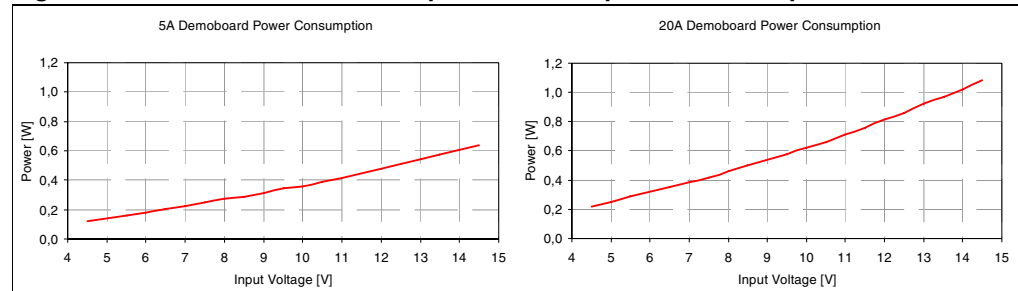 5A Demoboard Power Consumption
1,2
1,0
0,8
0,6
0,4
0,2
0,0
Power [W]
4 5 6 7 8 9 10 11 12 13 14 15
Input Voltage [V]
20A Demoboard Power Consumption
1,2
1,0
0,8
0,6
0,4
0,2
0,0
Power [W]
4 5 6 7 8 9 10 11 12 13 14 15
Input Voltage [V]